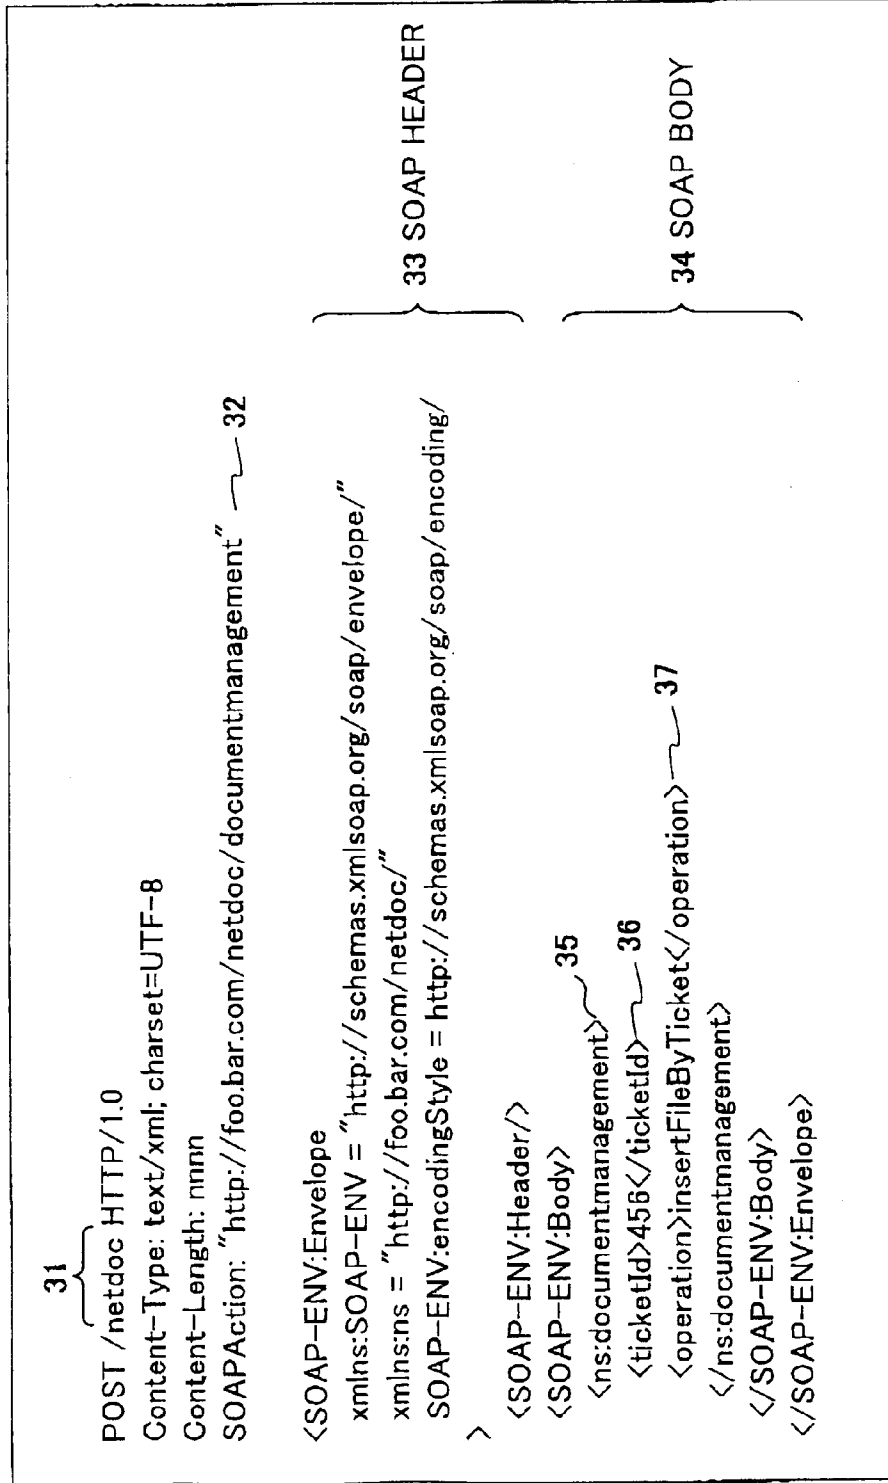 31
POST /netdoc HTTP/1.0
Content-Type: text/xml; charset=UTF-8
Content-Length: nnnn
SOAPAction: "http://foo.bar.com/netdoc/documentmanagement" 32
<SOAP-ENV:Envelope
xmlns:SOAP-ENV = "http://schemas.xmlsoap.org/soap/envelope/"
xmlns:ns = "http://foo.bar.com/netdoc/"
SOAP-ENV:encodingStyle = http://schemas.xmlsoap.org/soap/encoding/
>
33 SOAP HEADER
<SOAP-ENV:Header/>
<SOAP-ENV:Body>
<ns:documentmanagement> 35
<ticketId>456</ticketId> 36
<operation>insertFileByTicket</operation> 37
</ns:documentmanagement>
</SOAP-ENV:Body>
</SOAP-ENV:Envelope>
34 SOAP BODY